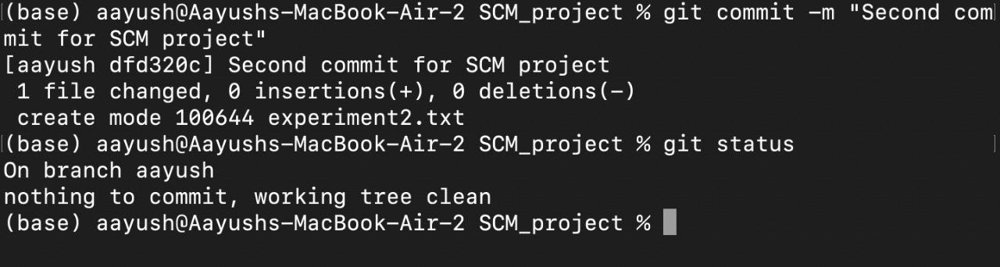 (base) aayush@Aayushs-MacBook-Air-2 SCM_project % git commit -m "Second com
mit for SCM project"
[aayush dfd320c] Second commit for SCM project
 1 file changed, 0 insertions(+), 0 deletions(-)
 create mode 100644 experiment2.txt
(base) aayush@Aayushs-MacBook-Air-2 SCM_project % git status
On branch aayush
nothing to commit, working tree clean
(base) aayush@Aayushs-MacBook-Air-2 SCM_project %